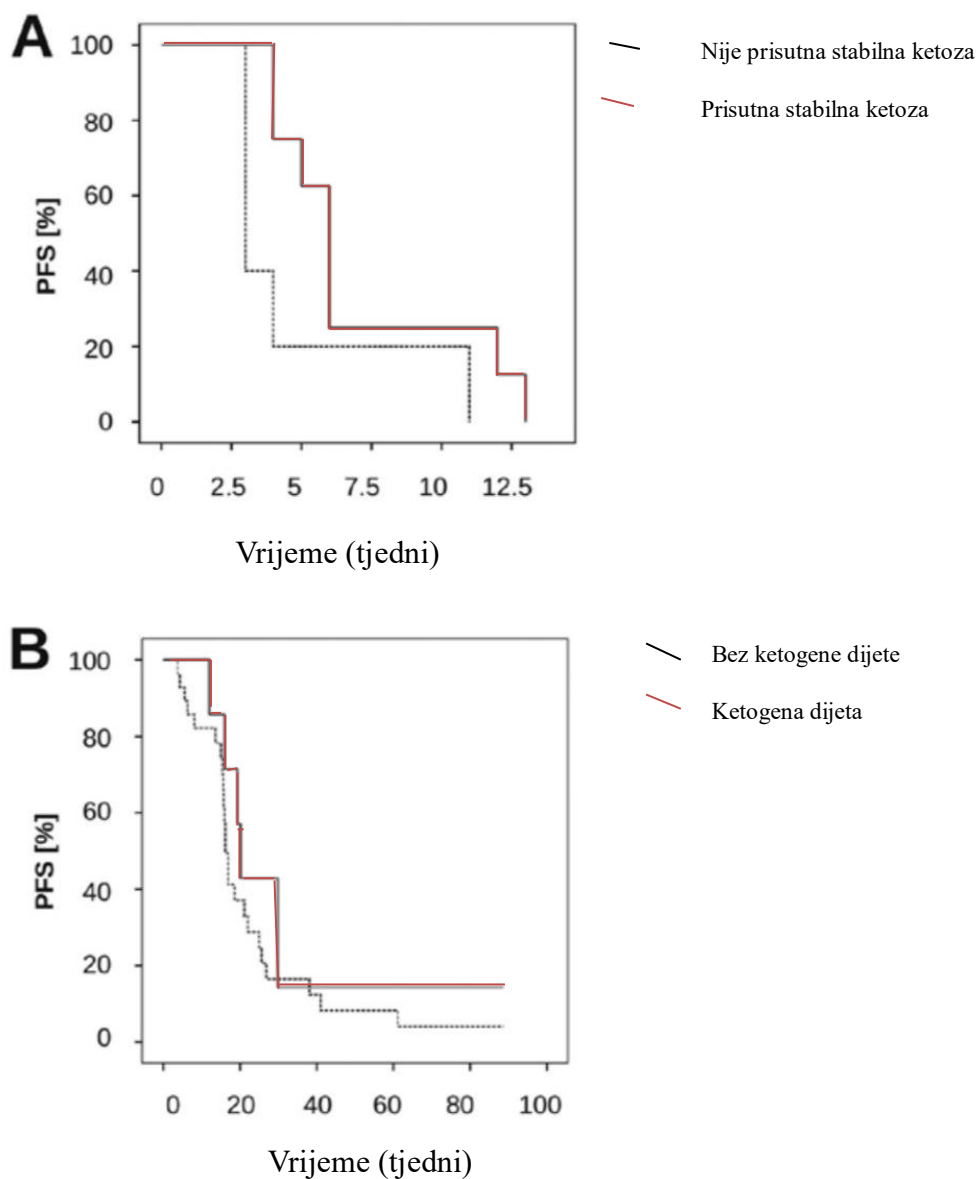 A
100
80
60
40
20
0
PFS [%]
0 2.5 5 7.5 10 12.5
Vrijeme (tjedni)
Nije prisutna stabilna ketoza
Prisutna stabilna ketoza
B
100
80
60
40
20
0
PFS [%]
0 20 40 60 80 100
Vrijeme (tjedni)
Bez ketogene dijete
Ketogena dijeta